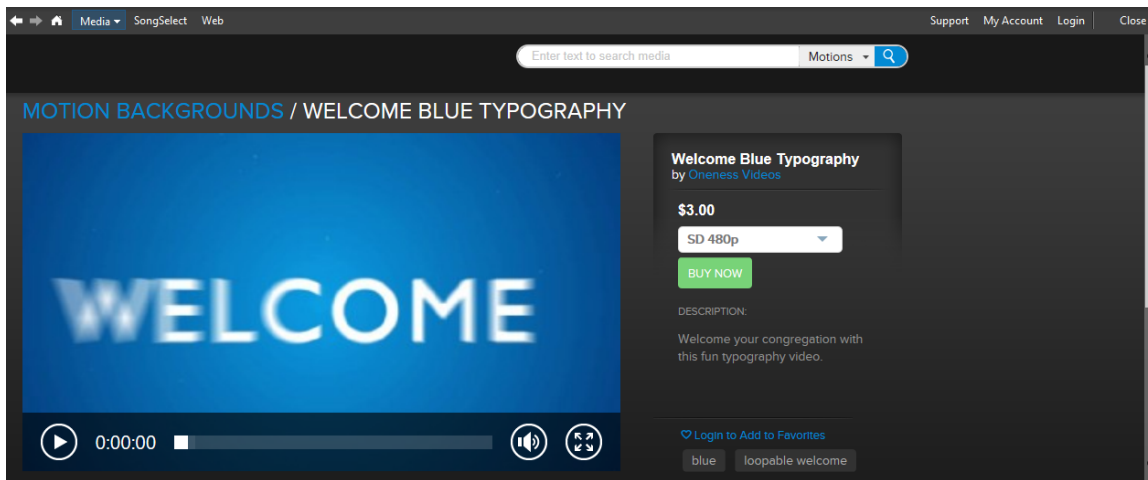 Media SongSelect Web Support My Account Login Close
Enter text to search media Motions
MOTION BACKGROUNDS / WELCOME BLUE TYPOGRAPHY
WELCOME
0:00:00
Welcome Blue Typography
by Oneness Videos
$3.00
SD 480p
BUY NOW
DESCRIPTION:
Welcome your congregation with
this fun typography video.
Login to Add to Favorites
blue loopable welcome